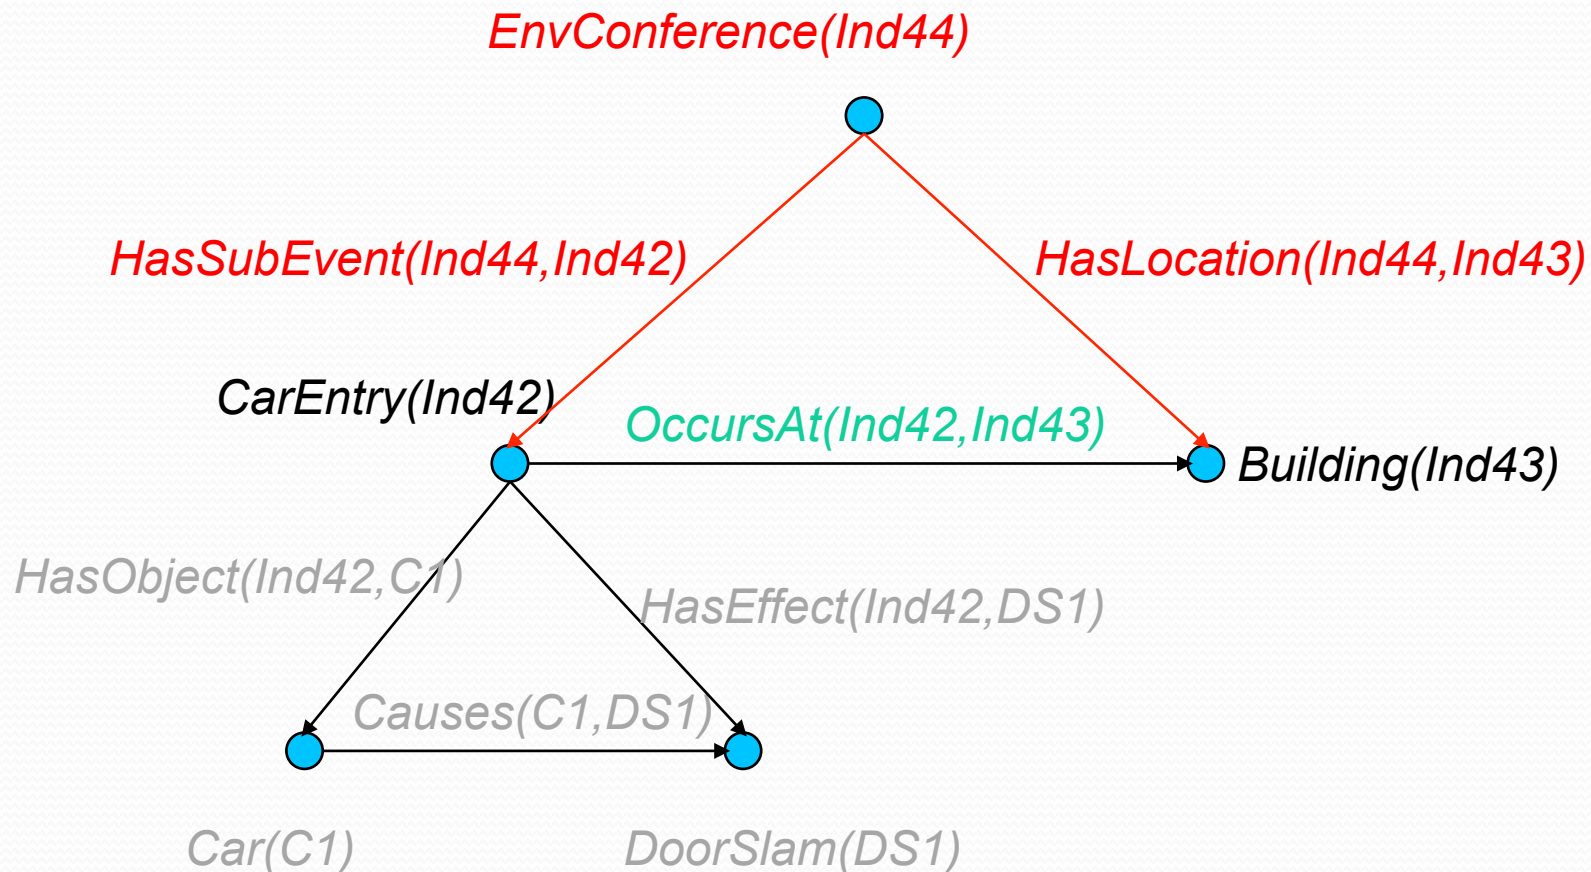 EnvConference(Ind44)
HasSubEvent(Ind44,Ind42)
HasLocation(Ind44,Ind43)
CarEntry(Ind42)
OccursAt(Ind42,Ind43)
Building(Ind43)
HasObject(Ind42,C1)
HasEffect(Ind42,DS1)
Causes(C1,DS1)
Car(C1)
DoorSlam(DS1)